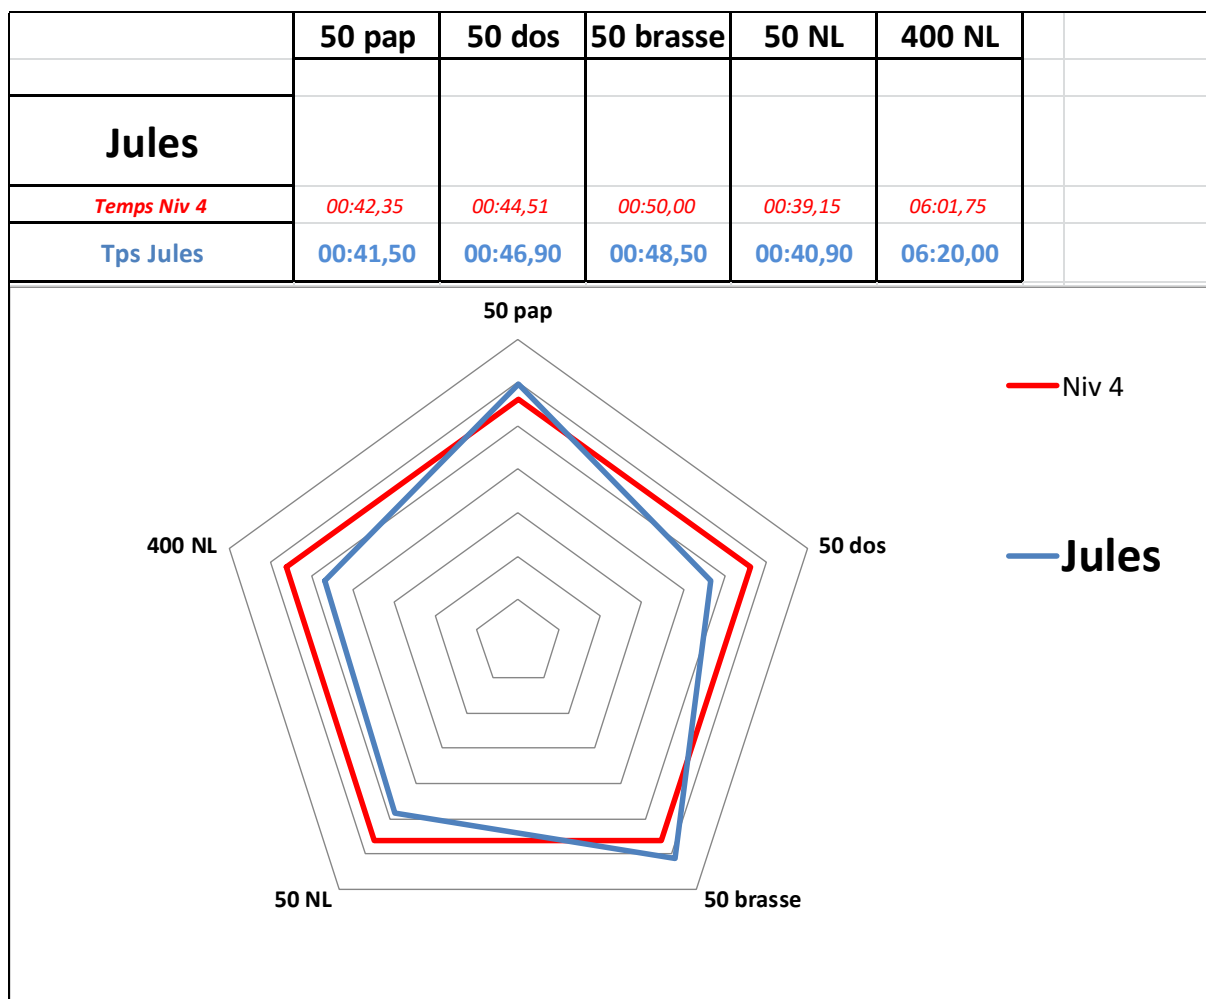 50 pap 50 dos 50 brasse 50 NL 400 NL
Jules
Temps Niv 4 00:42,35 00:44,51 00:50,00 00:39,15 06:01,75
Tps Jules 00:41,50 00:46,90 00:48,50 00:40,90 06:20,00
50 pap
Niv 4
400 NL
50 dos
Jules
50 NL
50 brasse